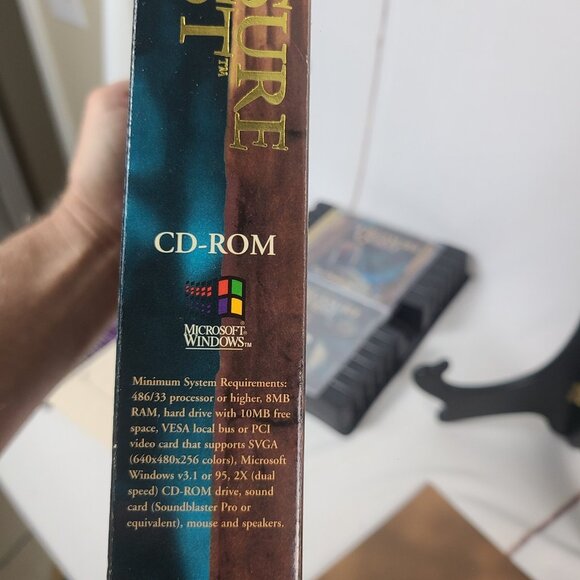 SURE
ST™
CD-ROM
MICROSOFT®
WINDOWS™
Minimum System Requirements:
486/33 processor or higher, 8MB
RAM, hard drive with 10MB free
space, VESA local bus or PCI
video card that supports SVGA
(640x480x256 colors), Microsoft
Windows v3.1 or 95, 2X (dual
speed) CD-ROM drive, sound
card (Soundblaster Pro or
equivalent), mouse and speakers.